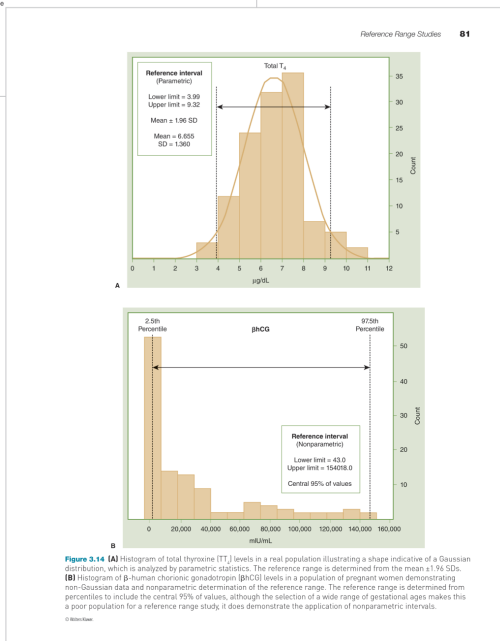 e
Reference Range Studies 81
Total T4
Reference interval
(Parametric)
Lower limit = 3.99
Upper limit = 9.32
Mean ± 1.96 SD
Mean = 6.655
SD = 1.360
35
30
25
20
15
10
5
Count
0 1 2 3 4 5 6 7 8 9 10 11 12
µg/dL
A
2.5th
Percentile
βhCG
97.5th
Percentile
50
40
30
20
10
Count
Reference interval
(Nonparametric)
Lower limit = 43.0
Upper limit = 154018.0
Central 95% of values
0 20,000 40,000 60,000 80,000 100,000 120,000 140,000 160,000
mIU/mL
B
Figure 3.14 (A) Histogram of total thyroxine (TT4) levels in a real population illustrating a shape indicative of a Gaussian
distribution, which is analyzed by parametric statistics. The reference range is determined from the mean ±1.96 SDs.
(B) Histogram of β-human chorionic gonadotropin (βhCG) levels in a population of pregnant women demonstrating
non-Gaussian data and nonparametric determination of the reference range. The reference range is determined from
percentiles to include the central 95% of values, although the selection of a wide range of gestational ages makes this
a poor population for a reference range study, it does demonstrate the application of nonparametric intervals.